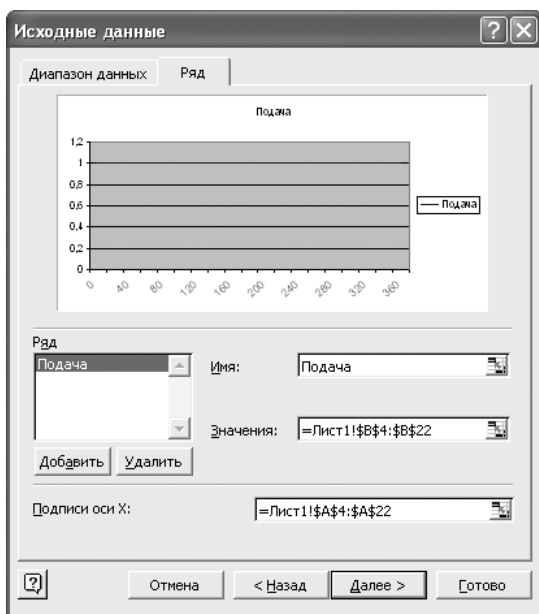 Исходные данные
Диапазон данных Ряд
Подача
1,2
1
0,8
0,6
0,4
0,2
0
Подача
0 40 80 120 160 200 240 280 320 360
Ряд
Подача
Имя: Подача
Значения: =Лист1!$B$4:$B$22
Добавить Удалить
Подписи оси X: =Лист1!$A$4:$A$22
Отмена < Назад Далее > Готово